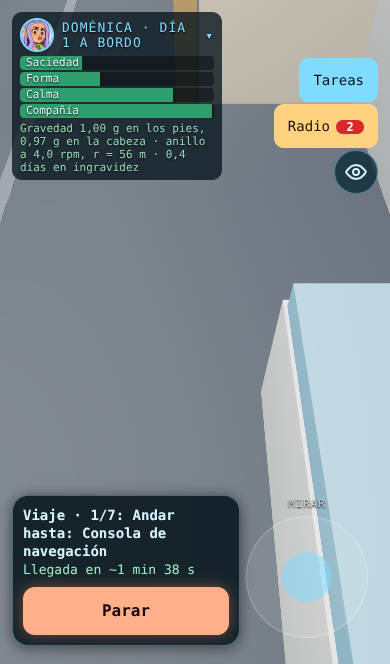 DOMÉNICA · DÍA
1 A BORDO
▼
Saciedad
Forma
Calma
Compañía
Gravedad 1,00 g en los pies,
0,97 g en la cabeza · anillo
a 4,0 rpm, r = 56 m · 0,4
días en ingravidez
Tareas
Radio 2
MIRAR
Viaje · 1/7: Andar
hasta: Consola de
navegación
Llegada en ~1 min 38 s
Parar